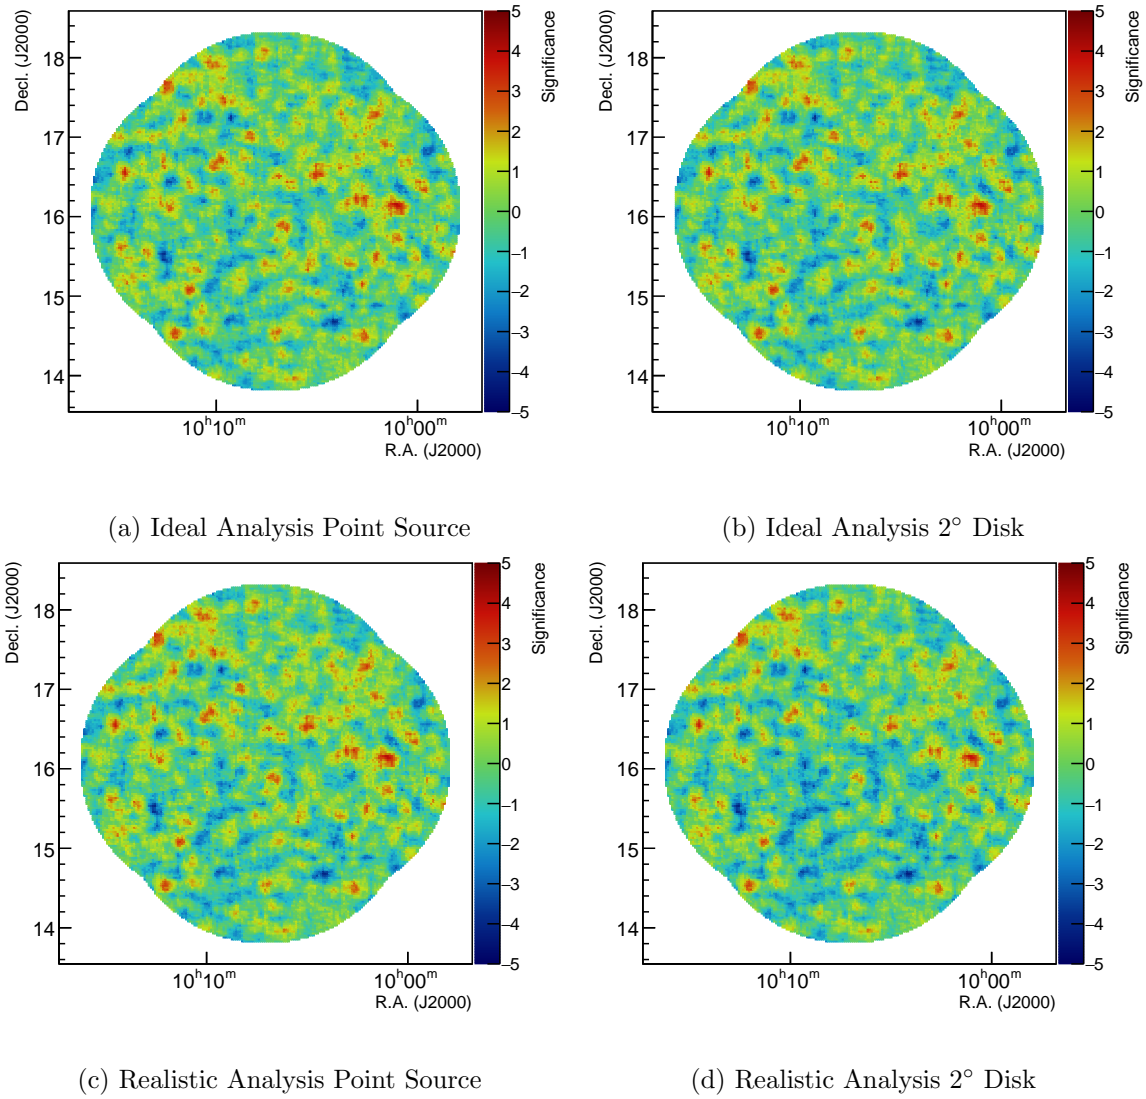 Decl. (J2000)
18
17
16
15
14
10h10m
10h00m
R.A. (J2000)
5
4
3
2
1
0
−1
−2
−3
−4
−5
Significance
(a) Ideal Analysis Point Source
Decl. (J2000)
18
17
16
15
14
10h10m
10h00m
R.A. (J2000)
5
4
3
2
1
0
−1
−2
−3
−4
−5
Significance
(b) Ideal Analysis 2° Disk
Decl. (J2000)
18
17
16
15
14
10h10m
10h00m
R.A. (J2000)
5
4
3
2
1
0
−1
−2
−3
−4
−5
Significance
(c) Realistic Analysis Point Source
Decl. (J2000)
18
17
16
15
14
10h10m
10h00m
R.A. (J2000)
5
4
3
2
1
0
−1
−2
−3
−4
−5
Significance
(d) Realistic Analysis 2° Disk